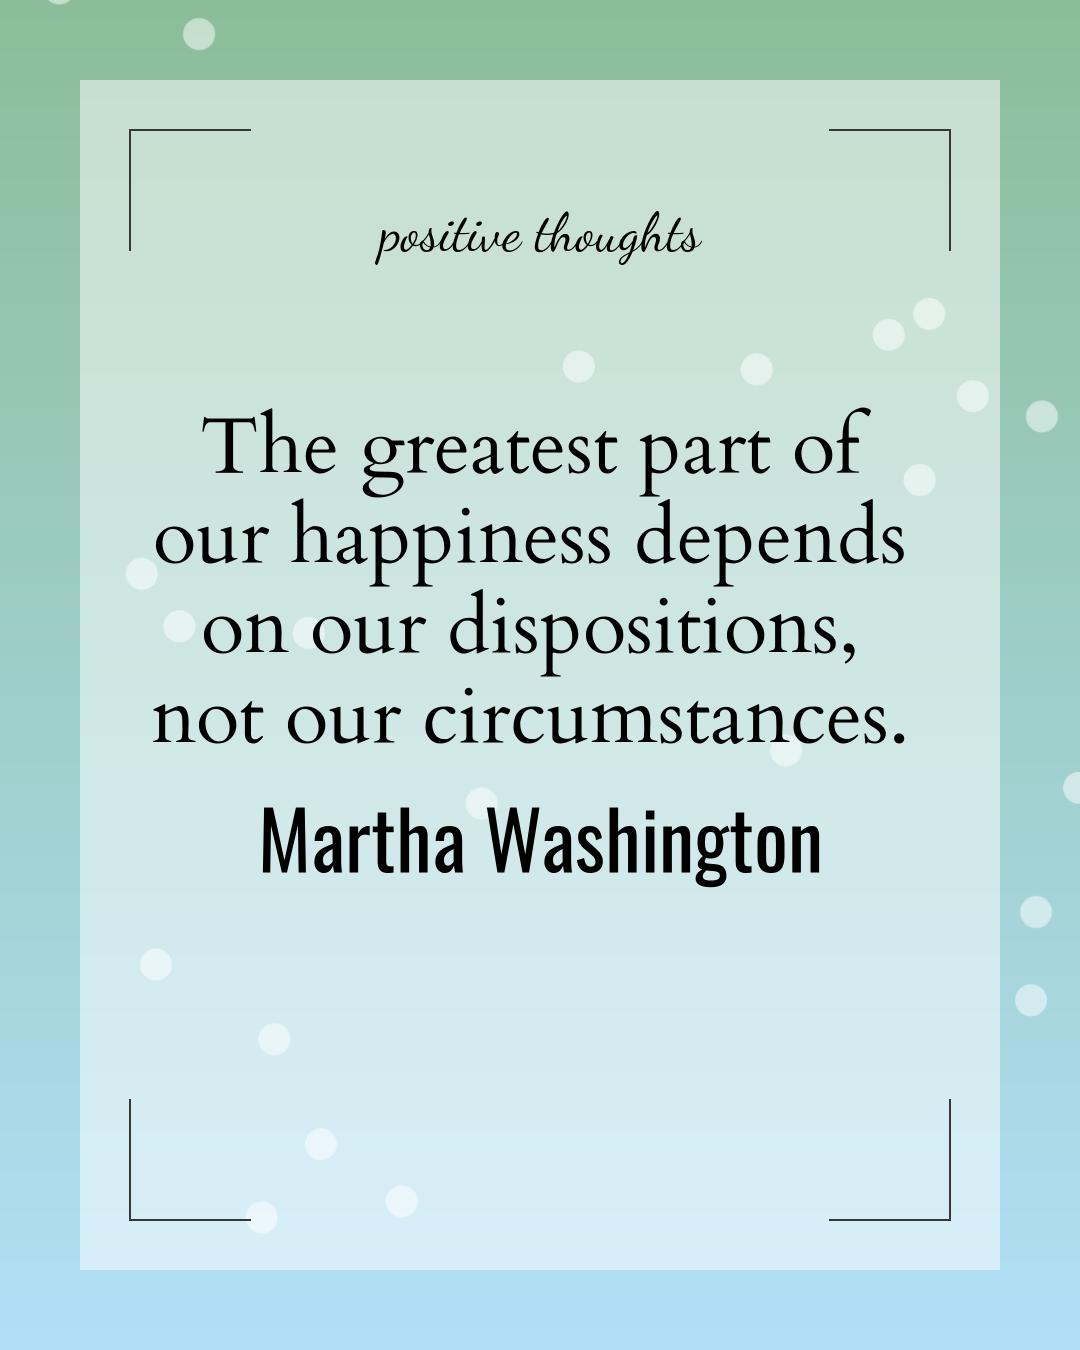 positive thoughts
The greatest part of
our happiness depends
on our dispositions,
not our circumstances.
Martha Washington